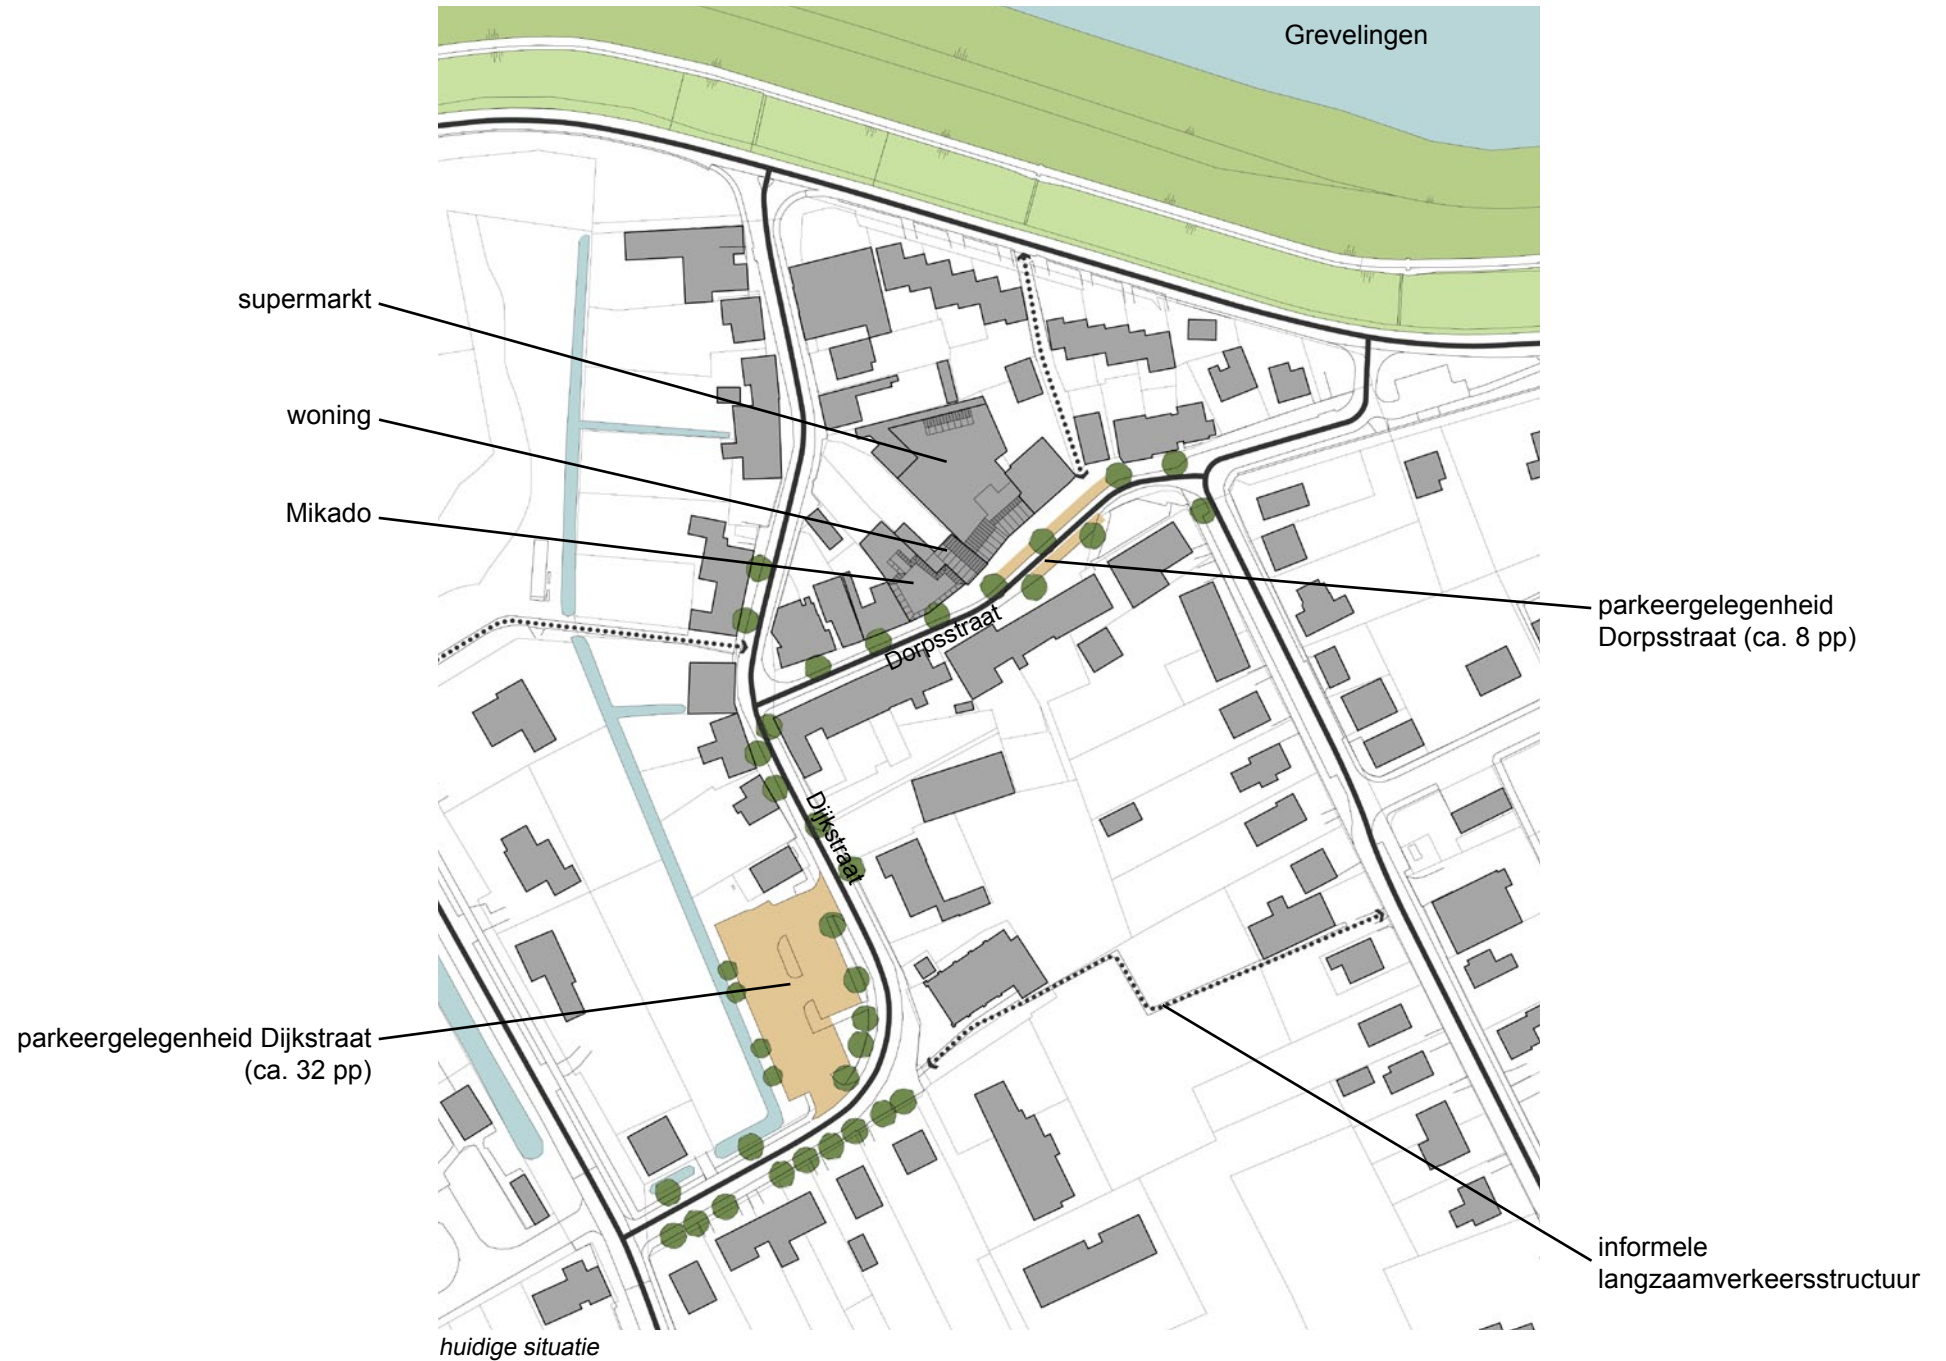 Grevelingen
supermarkt
woning
Mikado
parkeergelegenheid
Dorpsstraat (ca. 8 pp)
Dorpsstraat
Dijkstraat
parkeergelegenheid Dijkstraat
(ca. 32 pp)
informele
langzaamverkeersstructuur
huidige situatie